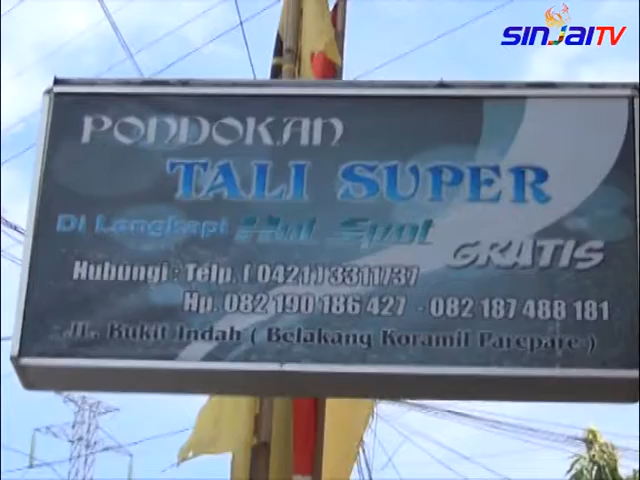 SINJAI TV
PONDOKAN
TALI SUPER
Di Lengkapi Hot Spot
GRATIS
Hubungi : Telp. ( 0421 ) 3311737
Hp. 082 190 186 427 - 082 187 488 181
JL. Bukit Indah ( Belakang Koramil Parepare )